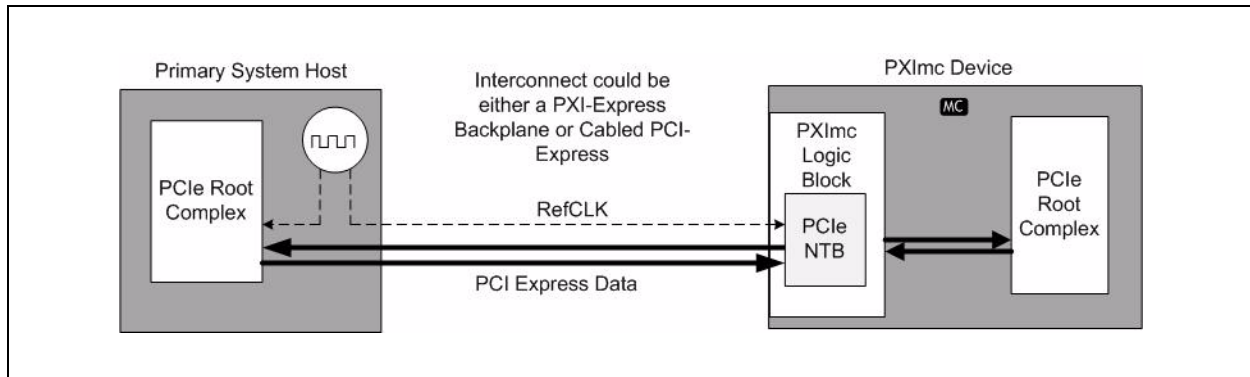 Primary System Host
PCIe Root
Complex
Interconnect could be
either a PXI-Express
Backplane or Cabled PCI-
Express
RefCLK
PCI Express Data
PXImc Device
MC
PXImc
Logic
Block
PCIe
NTB
PCIe
Root
Complex